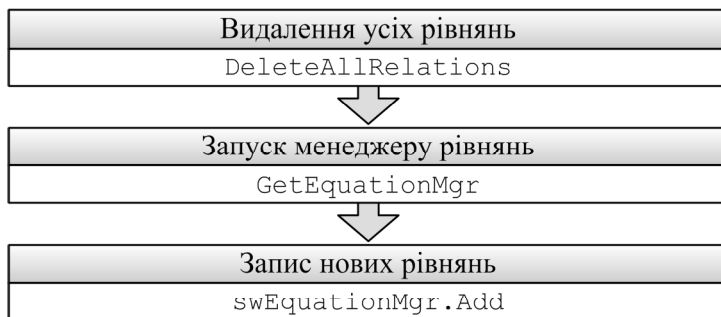 Видалення усіх рівнянь
DeleteAllRelations
Запуск менеджеру рівнянь
GetEquationMgr
Запис нових рівнянь
swEquationMgr.Add